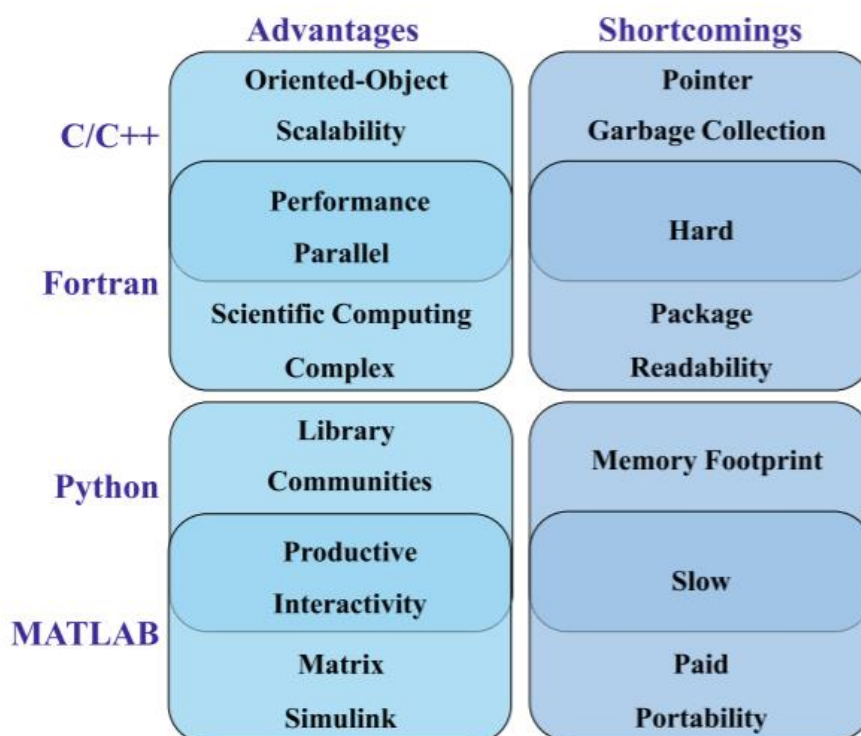 Advantages
Shortcomings
C/C++
Oriented-Object
Scalability
Pointer
Garbage Collection
Performance
Parallel
Hard
Fortran
Scientific Computing
Complex
Package
Readability
Python
Library
Communities
Memory Footprint
Productive
Interactivity
Slow
MATLAB
Matrix
Simulink
Paid
Portability